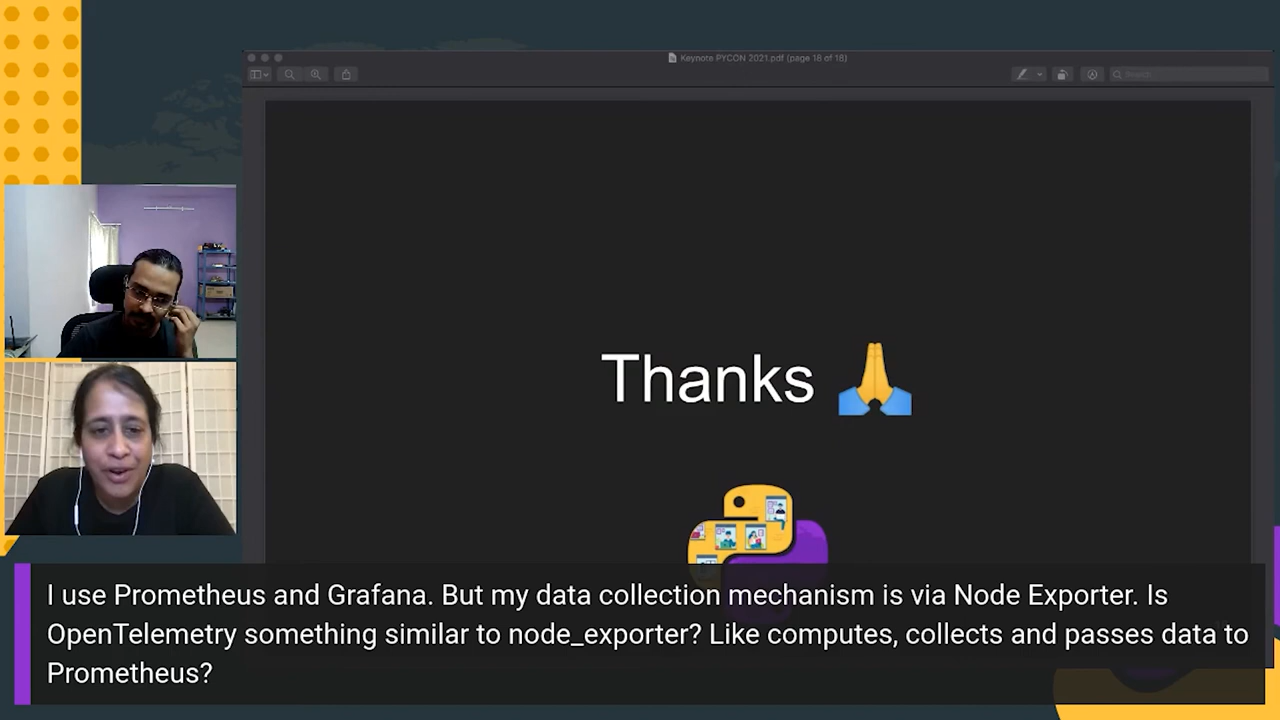 Keynote PYCON 2021.pdf (page 18 of 18)
Search
Thanks
I use Prometheus and Grafana. But my data collection mechanism is via Node Exporter. Is
OpenTelemetry something similar to node_exporter? Like computes, collects and passes data to
Prometheus?